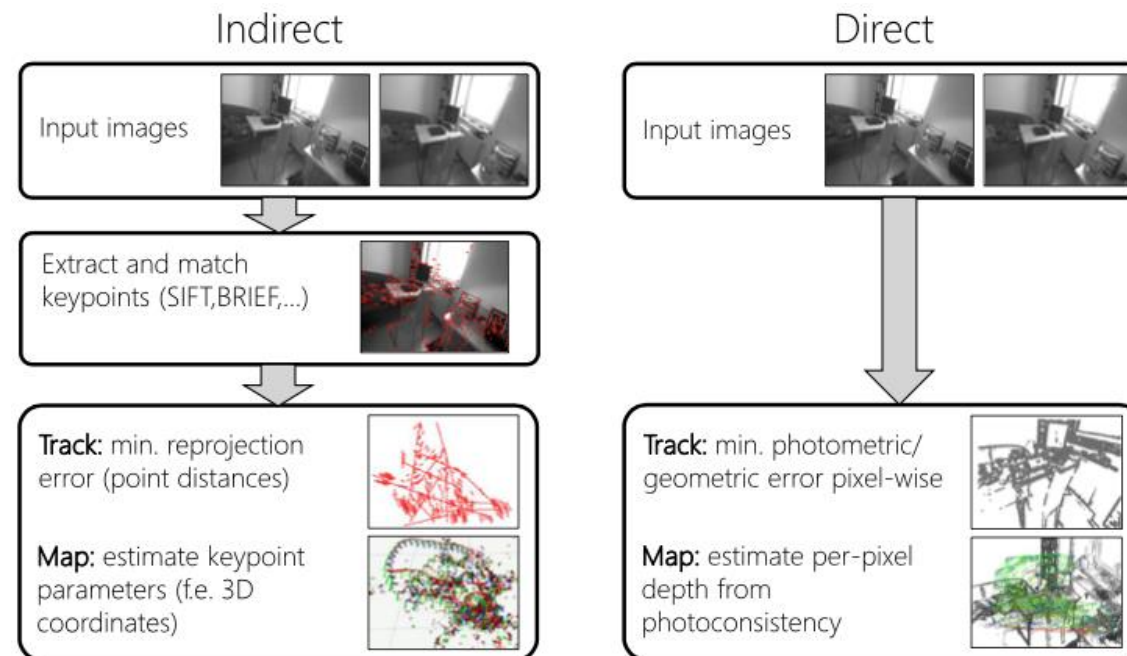 Indirect
Input images
Extract and match
keypoints (SIFT,BRIEF,...)
Track: min. reprojection
error (point distances)
Map: estimate keypoint
parameters (f.e. 3D
coordinates)
Direct
Input images
Track: min. photometric/
geometric error pixel-wise
Map: estimate per-pixel
depth from
photoconsistency